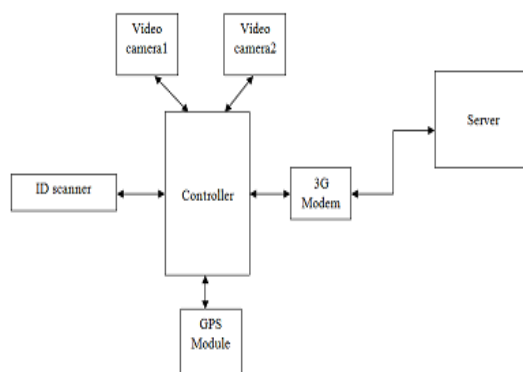 Video
camera1
Video
camera2
Server
ID scanner
Controller
3G
Modem
GPS
Module